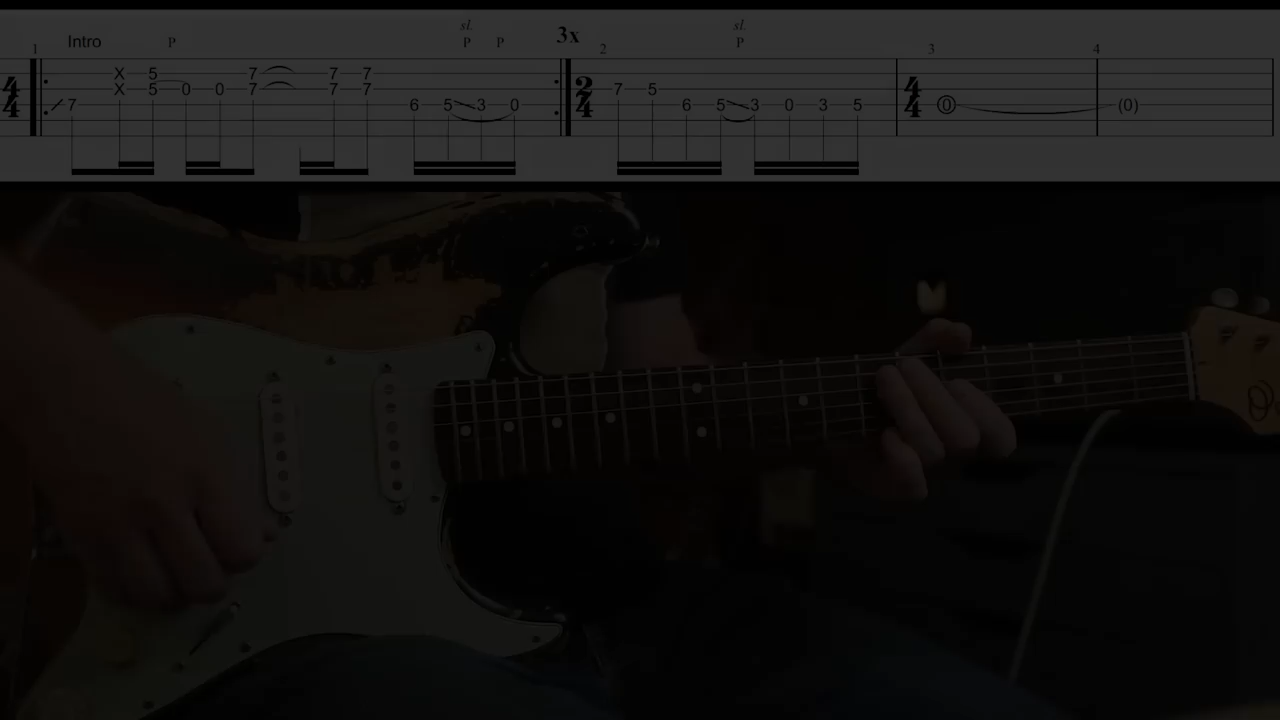 sl. sl.
Intro P P P 3x P
1 2 3 4
X 5 7 7 7
4 X 5 0 0 7 7 7 2 7 5 4
4 7 6 5 3 0 4 6 5 3 0 3 5 4 0 (0)